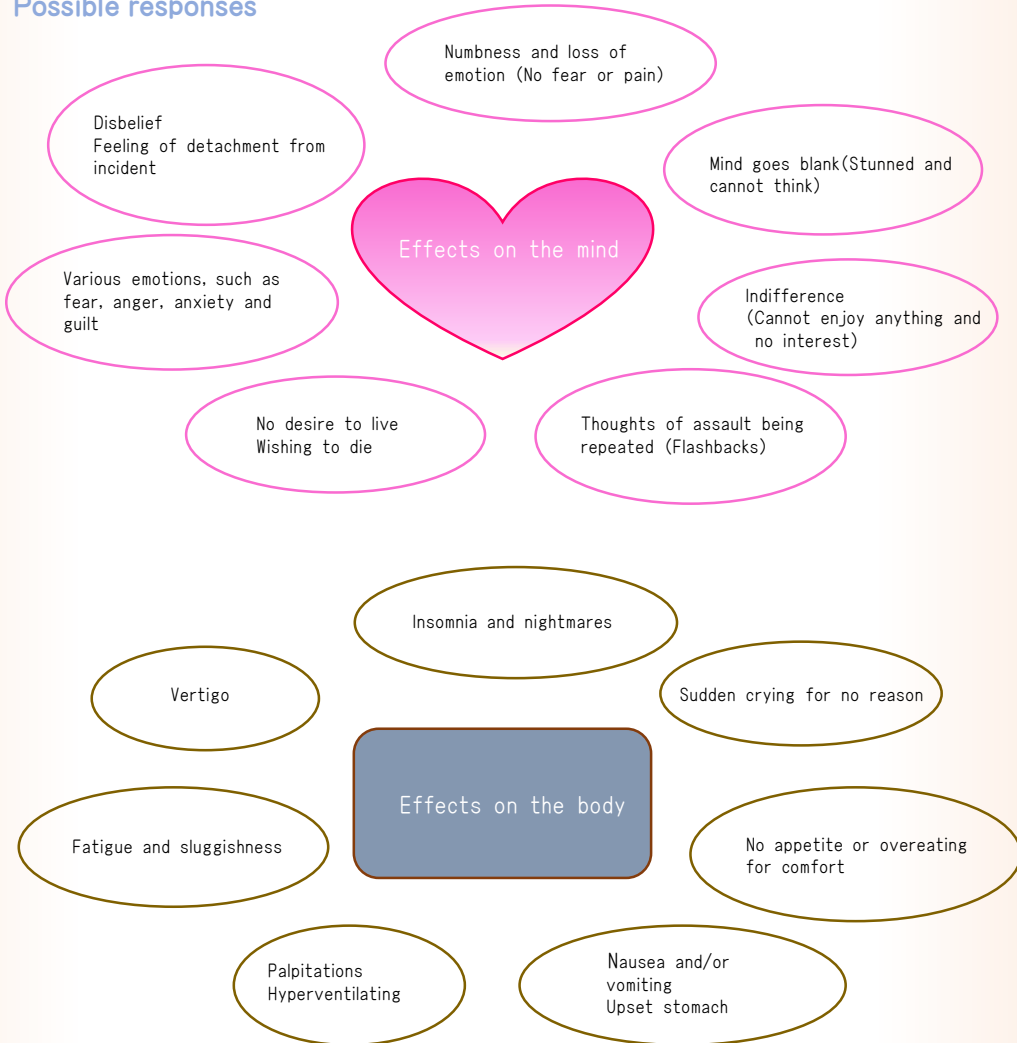 Possible responses
Numbness and loss of
emotion (No fear or pain)
Disbelief
Feeling of detachment from
incident
Mind goes blank(Stunned and
cannot think)
Effects on the mind
Various emotions, such as
fear, anger, anxiety and
guilt
Indifference
(Cannot enjoy anything and
no interest)
No desire to live
Wishing to die
Thoughts of assault being
repeated (Flashbacks)
Insomnia and nightmares
Vertigo
Sudden crying for no reason
Effects on the body
Fatigue and sluggishness
No appetite or overeating
for comfort
Palpitations
Hyperventilating
Nausea and/or
vomiting
Upset stomach